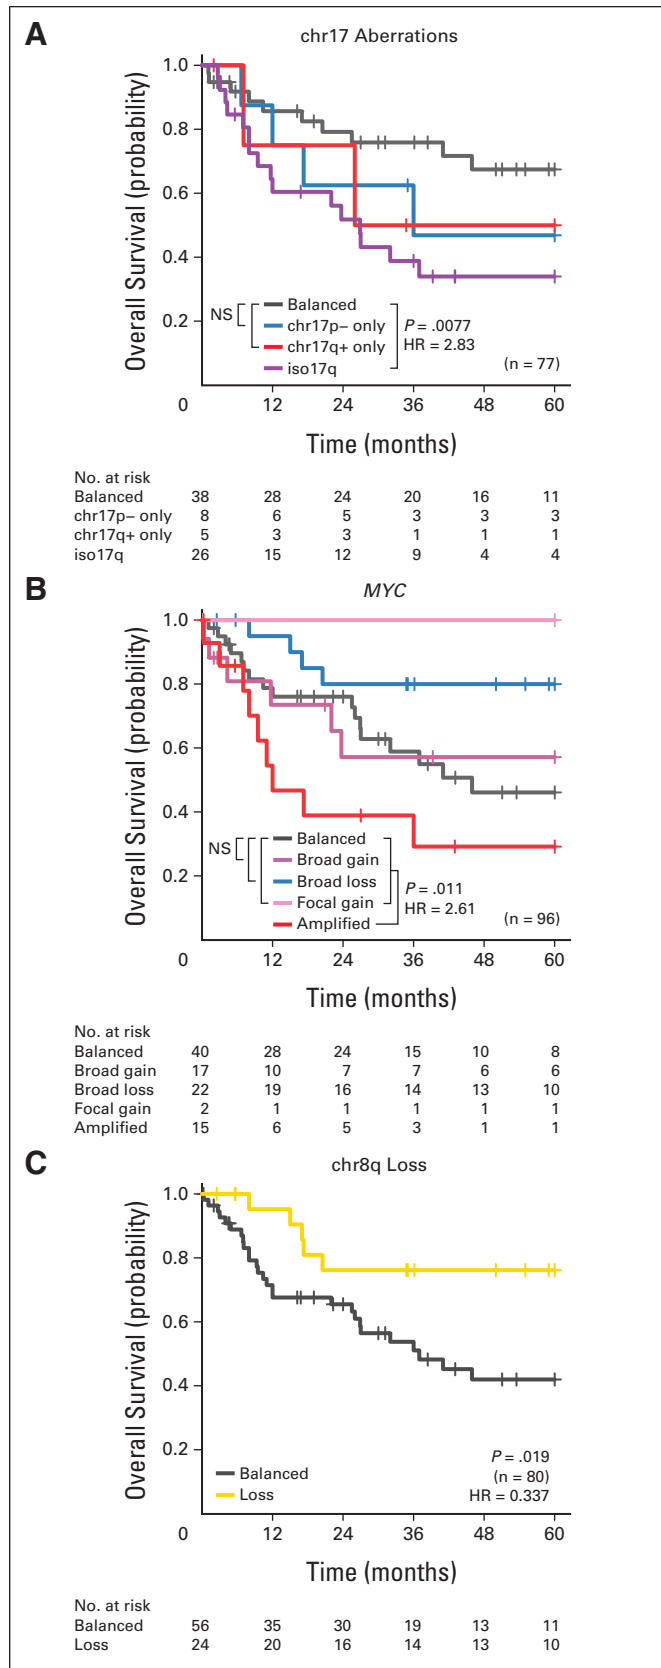 A
chr17 Aberrations
Overall Survival (probability)
1.0
0.8
0.6
0.4
0.2
NS
Balanced
chr17p– only
chr17q+ only
iso17q
P = .0077
HR = 2.83
(n = 77)
0 12 24 36 48 60
Time (months)
No. at risk
Balanced 38 28 24 20 16 11
chr17p– only 8 6 5 3 3 3
chr17q+ only 5 3 3 1 1 1
iso17q 26 15 12 9 4 4
B
MYC
Overall Survival (probability)
1.0
0.8
0.6
0.4
0.2
NS
Balanced
Broad gain
Broad loss
Focal gain
Amplified
P = .011
HR = 2.61
(n = 96)
0 12 24 36 48 60
Time (months)
No. at risk
Balanced 40 28 24 15 10 8
Broad gain 17 10 7 7 6 6
Broad loss 22 19 16 14 13 10
Focal gain 2 1 1 1 1 1
Amplified 15 6 5 3 1 1
C
chr8q Loss
Overall Survival (probability)
1.0
0.8
0.6
0.4
0.2
Balanced
Loss
P = .019
(n = 80)
HR = 0.337
0 12 24 36 48 60
Time (months)
No. at risk
Balanced 56 35 30 19 13 11
Loss 24 20 16 14 13 10